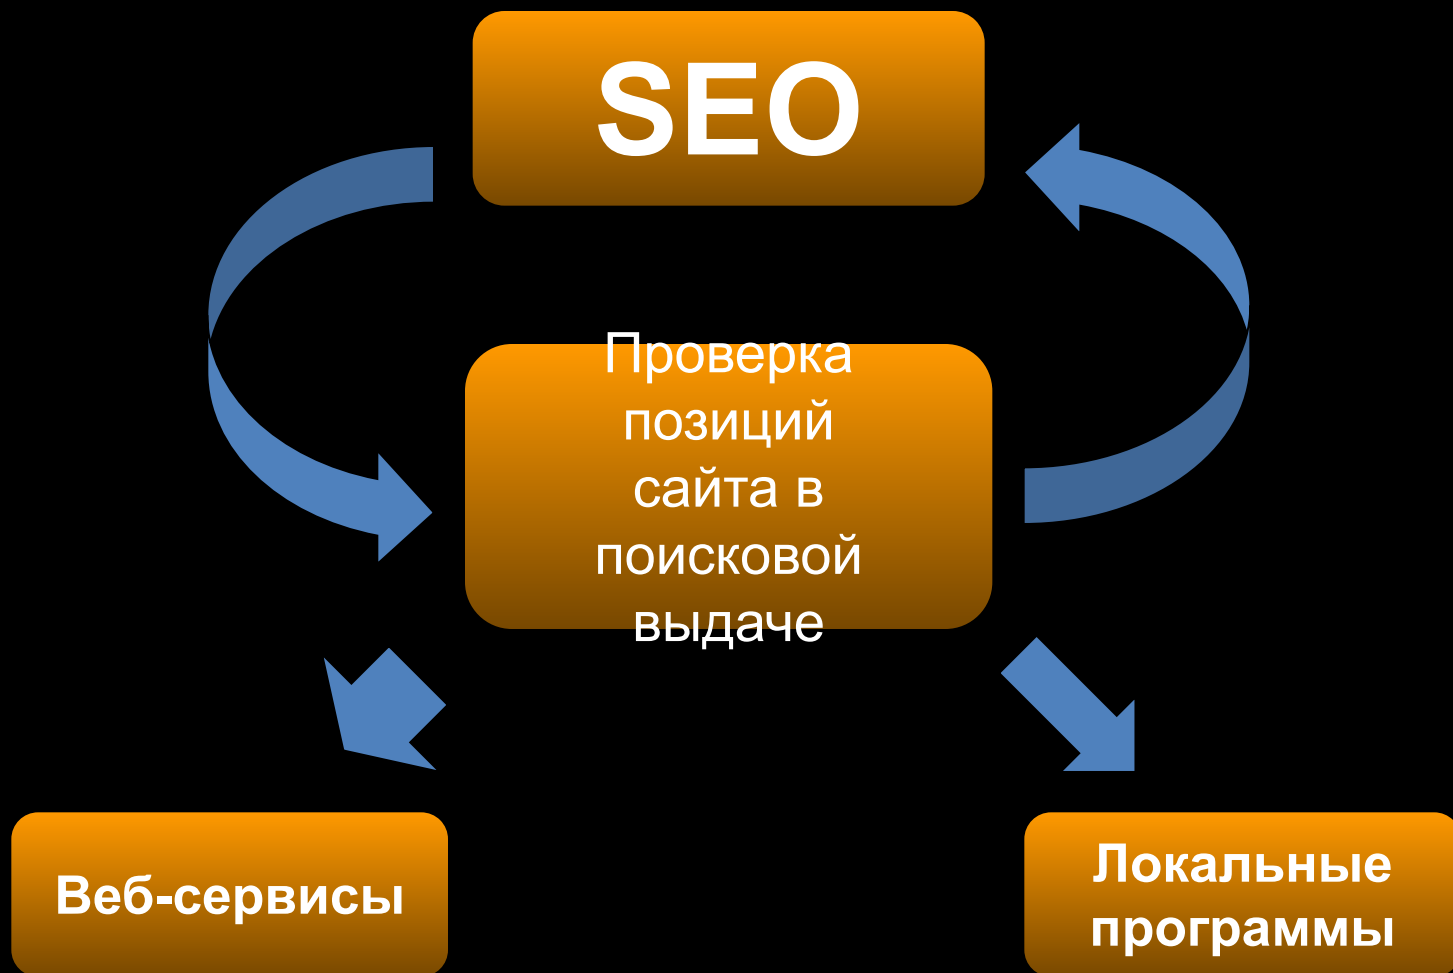 SEO
Проверка
позиций
сайта в
поисковой
выдаче
Веб-сервисы
Локальные
программы